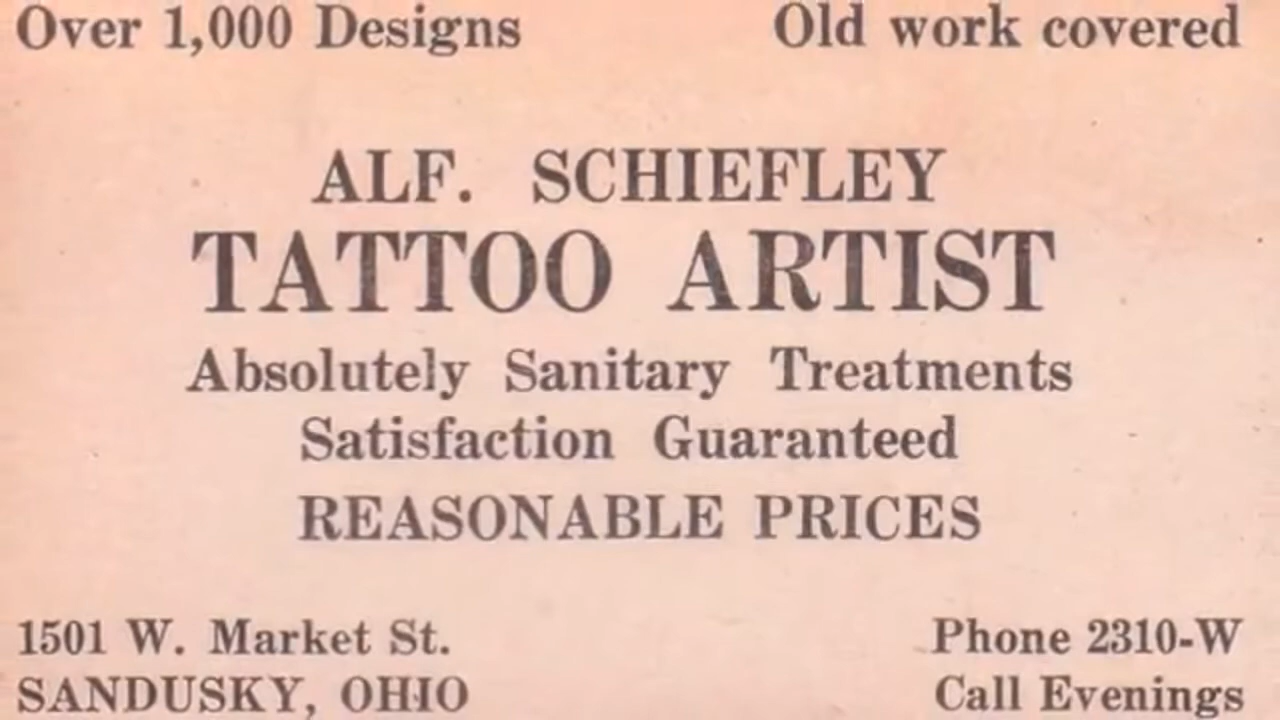 Over 1,000 Designs Old work covered
ALF. SCHIEFLEY
TATTOO ARTIST
Absolutely Sanitary Treatments
Satisfaction Guaranteed
REASONABLE PRICES
1501 W. Market St. Phone 2310-W
SANDUSKY, OHIO Call Evenings